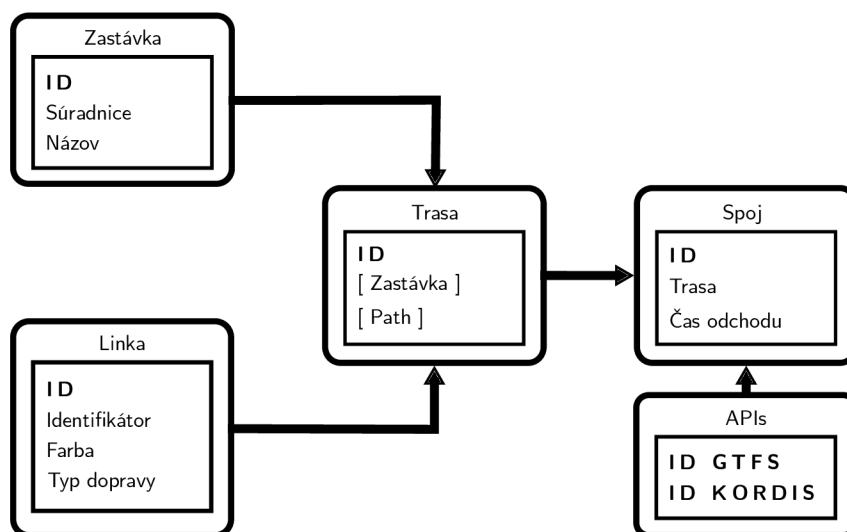 Zastávka
ID
Súradnice
Názov
Trasa
ID
[ Zastávka ]
[ Path ]
Spoj
ID
Trasa
Čas odchodu
Linka
ID
Identifikátor
Farba
Typ dopravy
APIs
ID GTFS
ID KORDIS